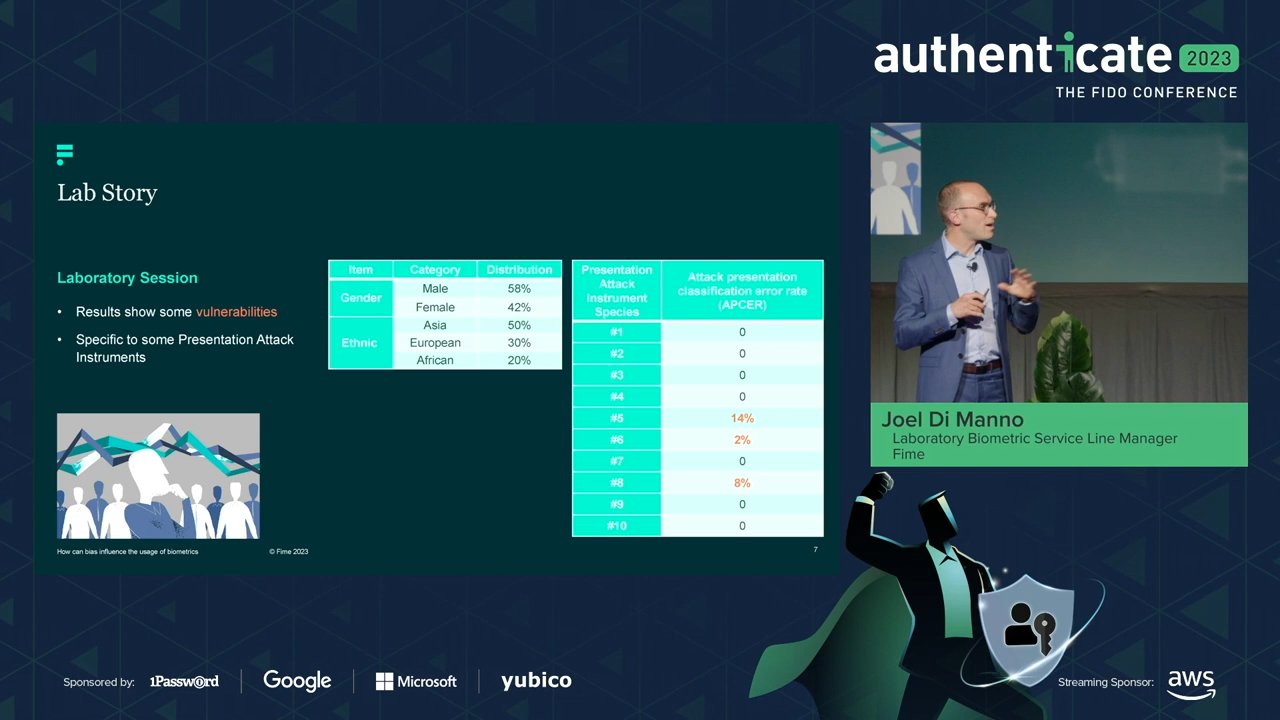 authenticate 2023
THE FIDO CONFERENCE
Lab Story
Laboratory Session
• Results show some vulnerabilities
• Specific to some Presentation Attack
Instruments
Item Category Distribution
Gender Male 58%
Female 42%
Ethnic Asia 50%
European 30%
African 20%
Presentation
Attack
Instrument
Species
Attack presentation
classification error rate
(APCER)
#1 0
#2 0
#3 0
#4 0
#5 14%
#6 2%
#7 0
#8 8%
#9 0
#10 0
How can bias influence the usage of biometrics
© Fime 2023
7
Joel Di Manno
Laboratory Biometric Service Line Manager
Fime
Sponsored by: 1Password Google Microsoft yubico
Streaming Sponsor: aws